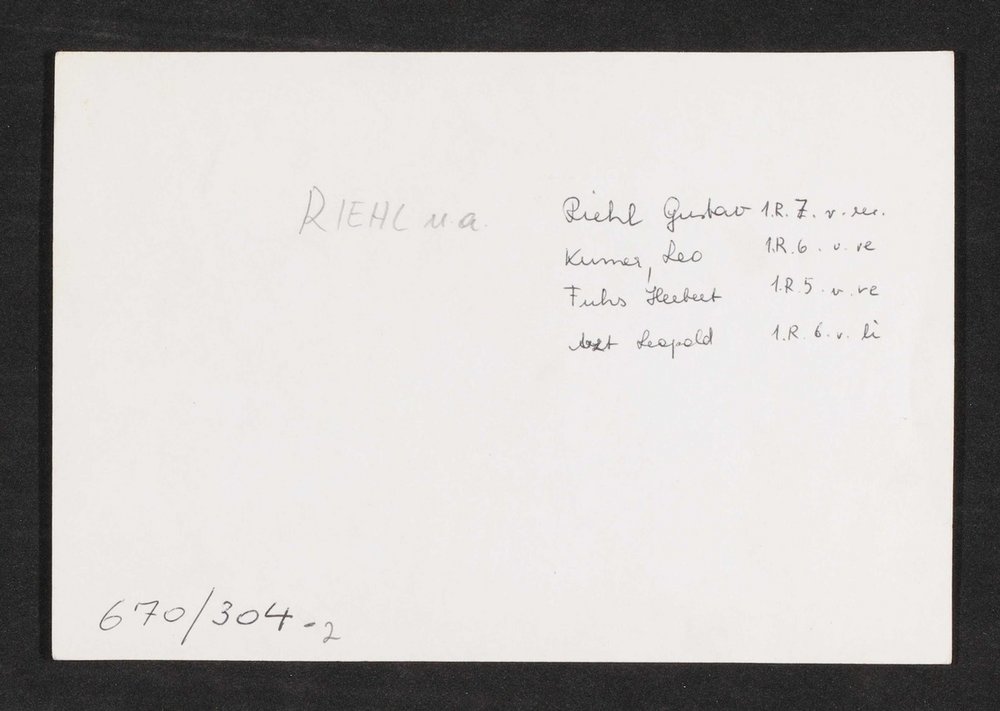 RIEHL u.a.
Riehl Gustav 1.R. 7. v. re.
Kumer, Leo 1.R. 6. v. re
Fuhs Herbert 1.R 5. v. re
Arzt Leopold 1.R. 6. v. li
670/304-2